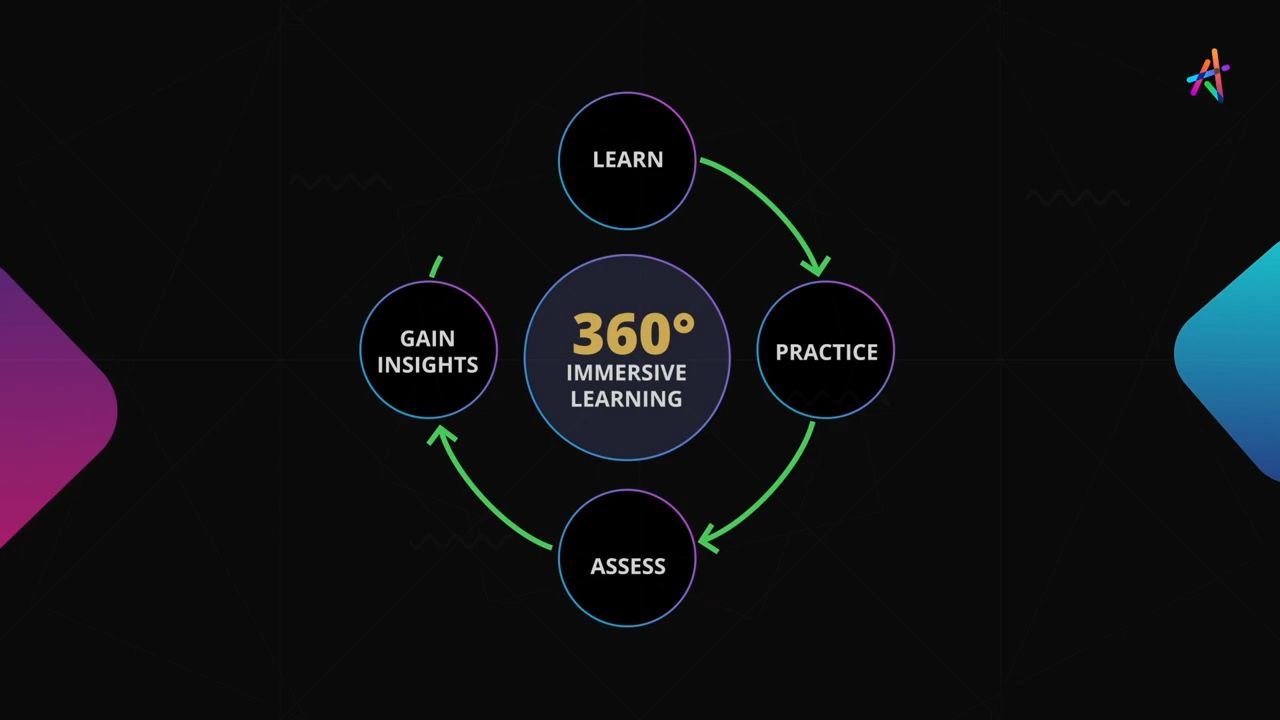 LEARN
GAIN
INSIGHTS
360°
IMMERSIVE
LEARNING
PRACTICE
ASSESS